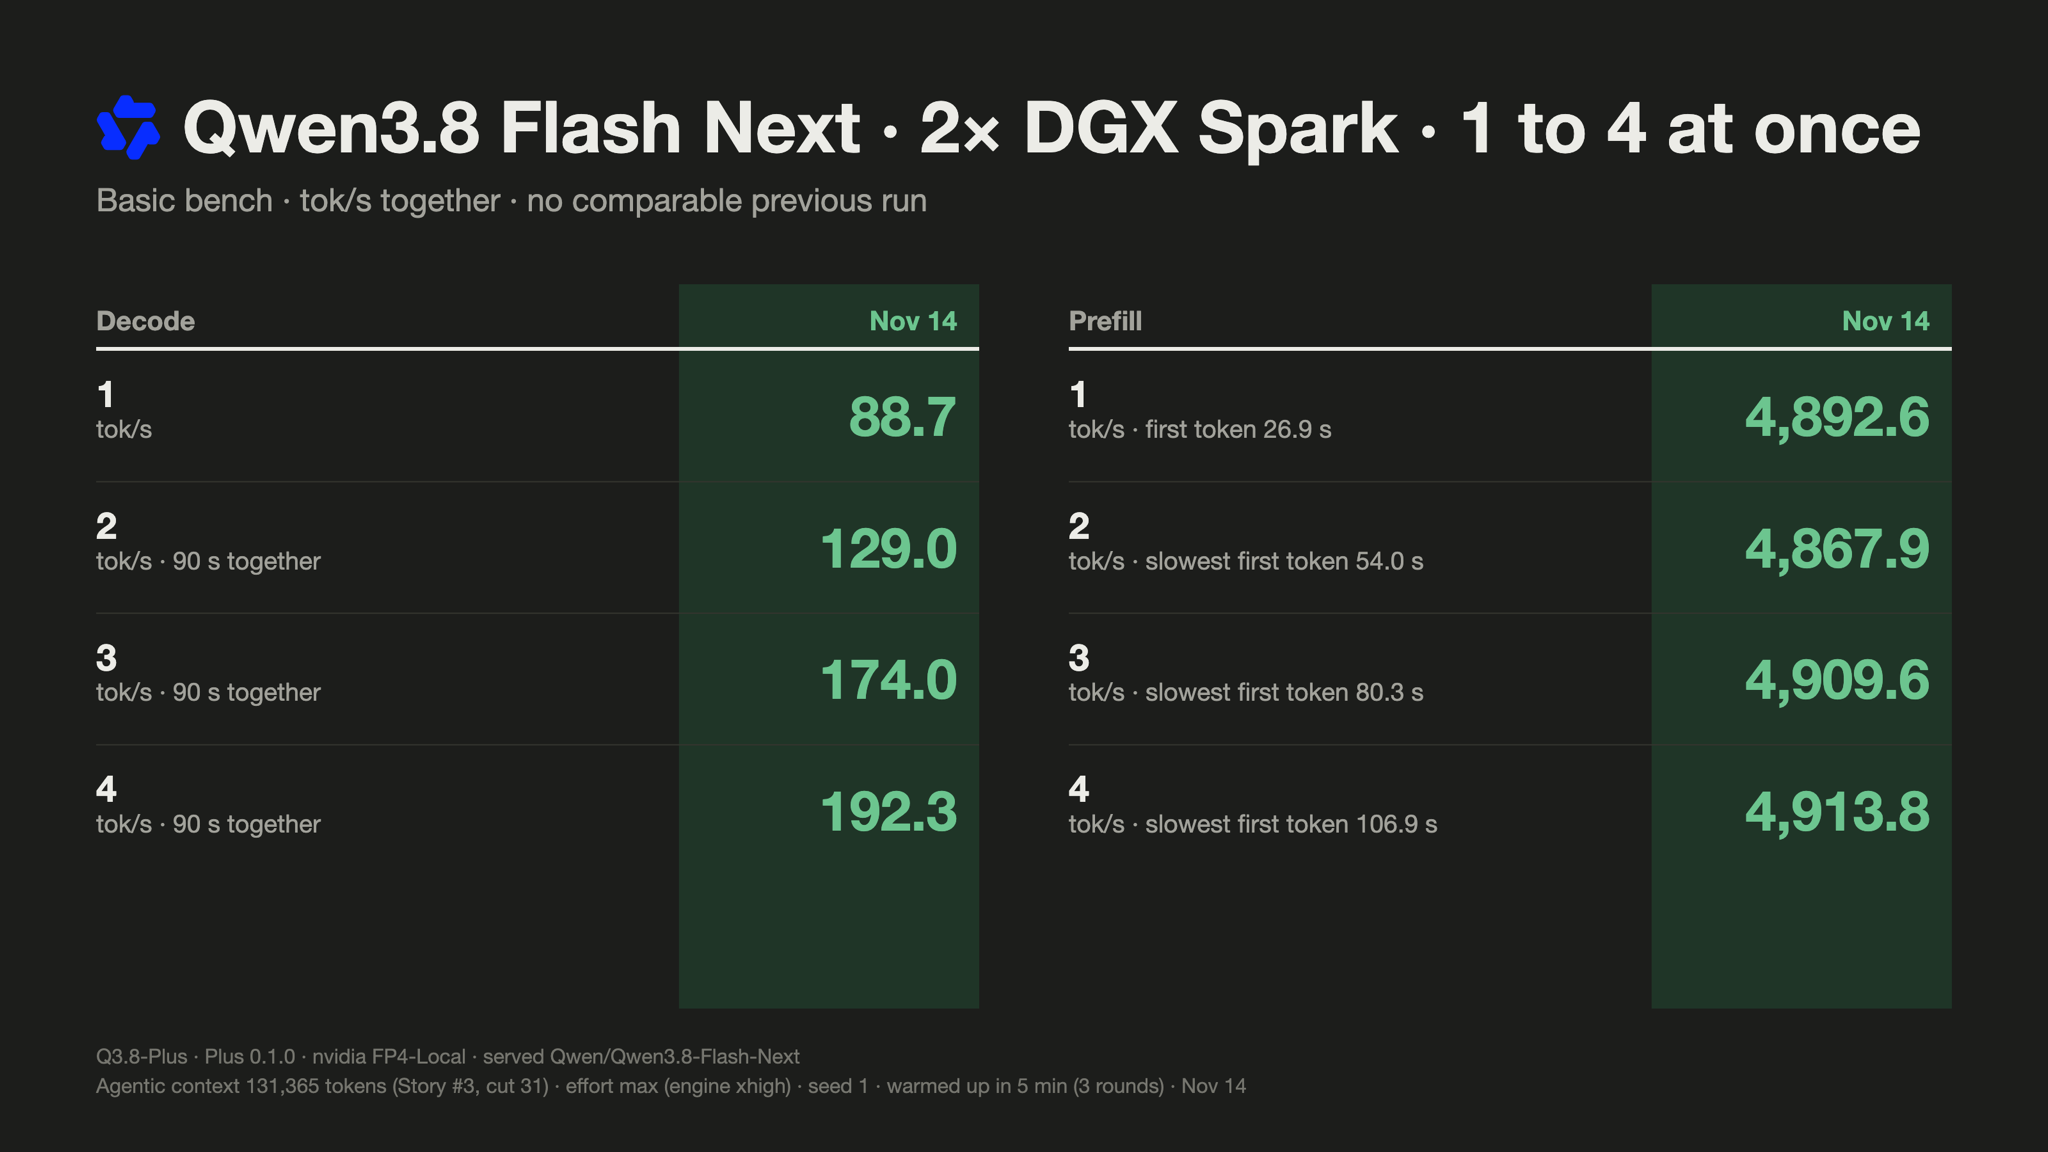 Qwen3.8 Flash Next · 2× DGX Spark · 1 to 4 at once
Basic bench · tok/s together · no comparable previous run
Decode Nov 14
1
tok/s
88.7
2
tok/s · 90 s together
129.0
3
tok/s · 90 s together
174.0
4
tok/s · 90 s together
192.3
Prefill Nov 14
1
tok/s · first token 26.9 s
4,892.6
2
tok/s · slowest first token 54.0 s
4,867.9
3
tok/s · slowest first token 80.3 s
4,909.6
4
tok/s · slowest first token 106.9 s
4,913.8
Q3.8-Plus · Plus 0.1.0 · nvidia FP4-Local · served Qwen/Qwen3.8-Flash-Next
Agentic context 131,365 tokens (Story #3, cut 31) · effort max (engine xhigh) · seed 1 · warmed up in 5 min (3 rounds) · Nov 14